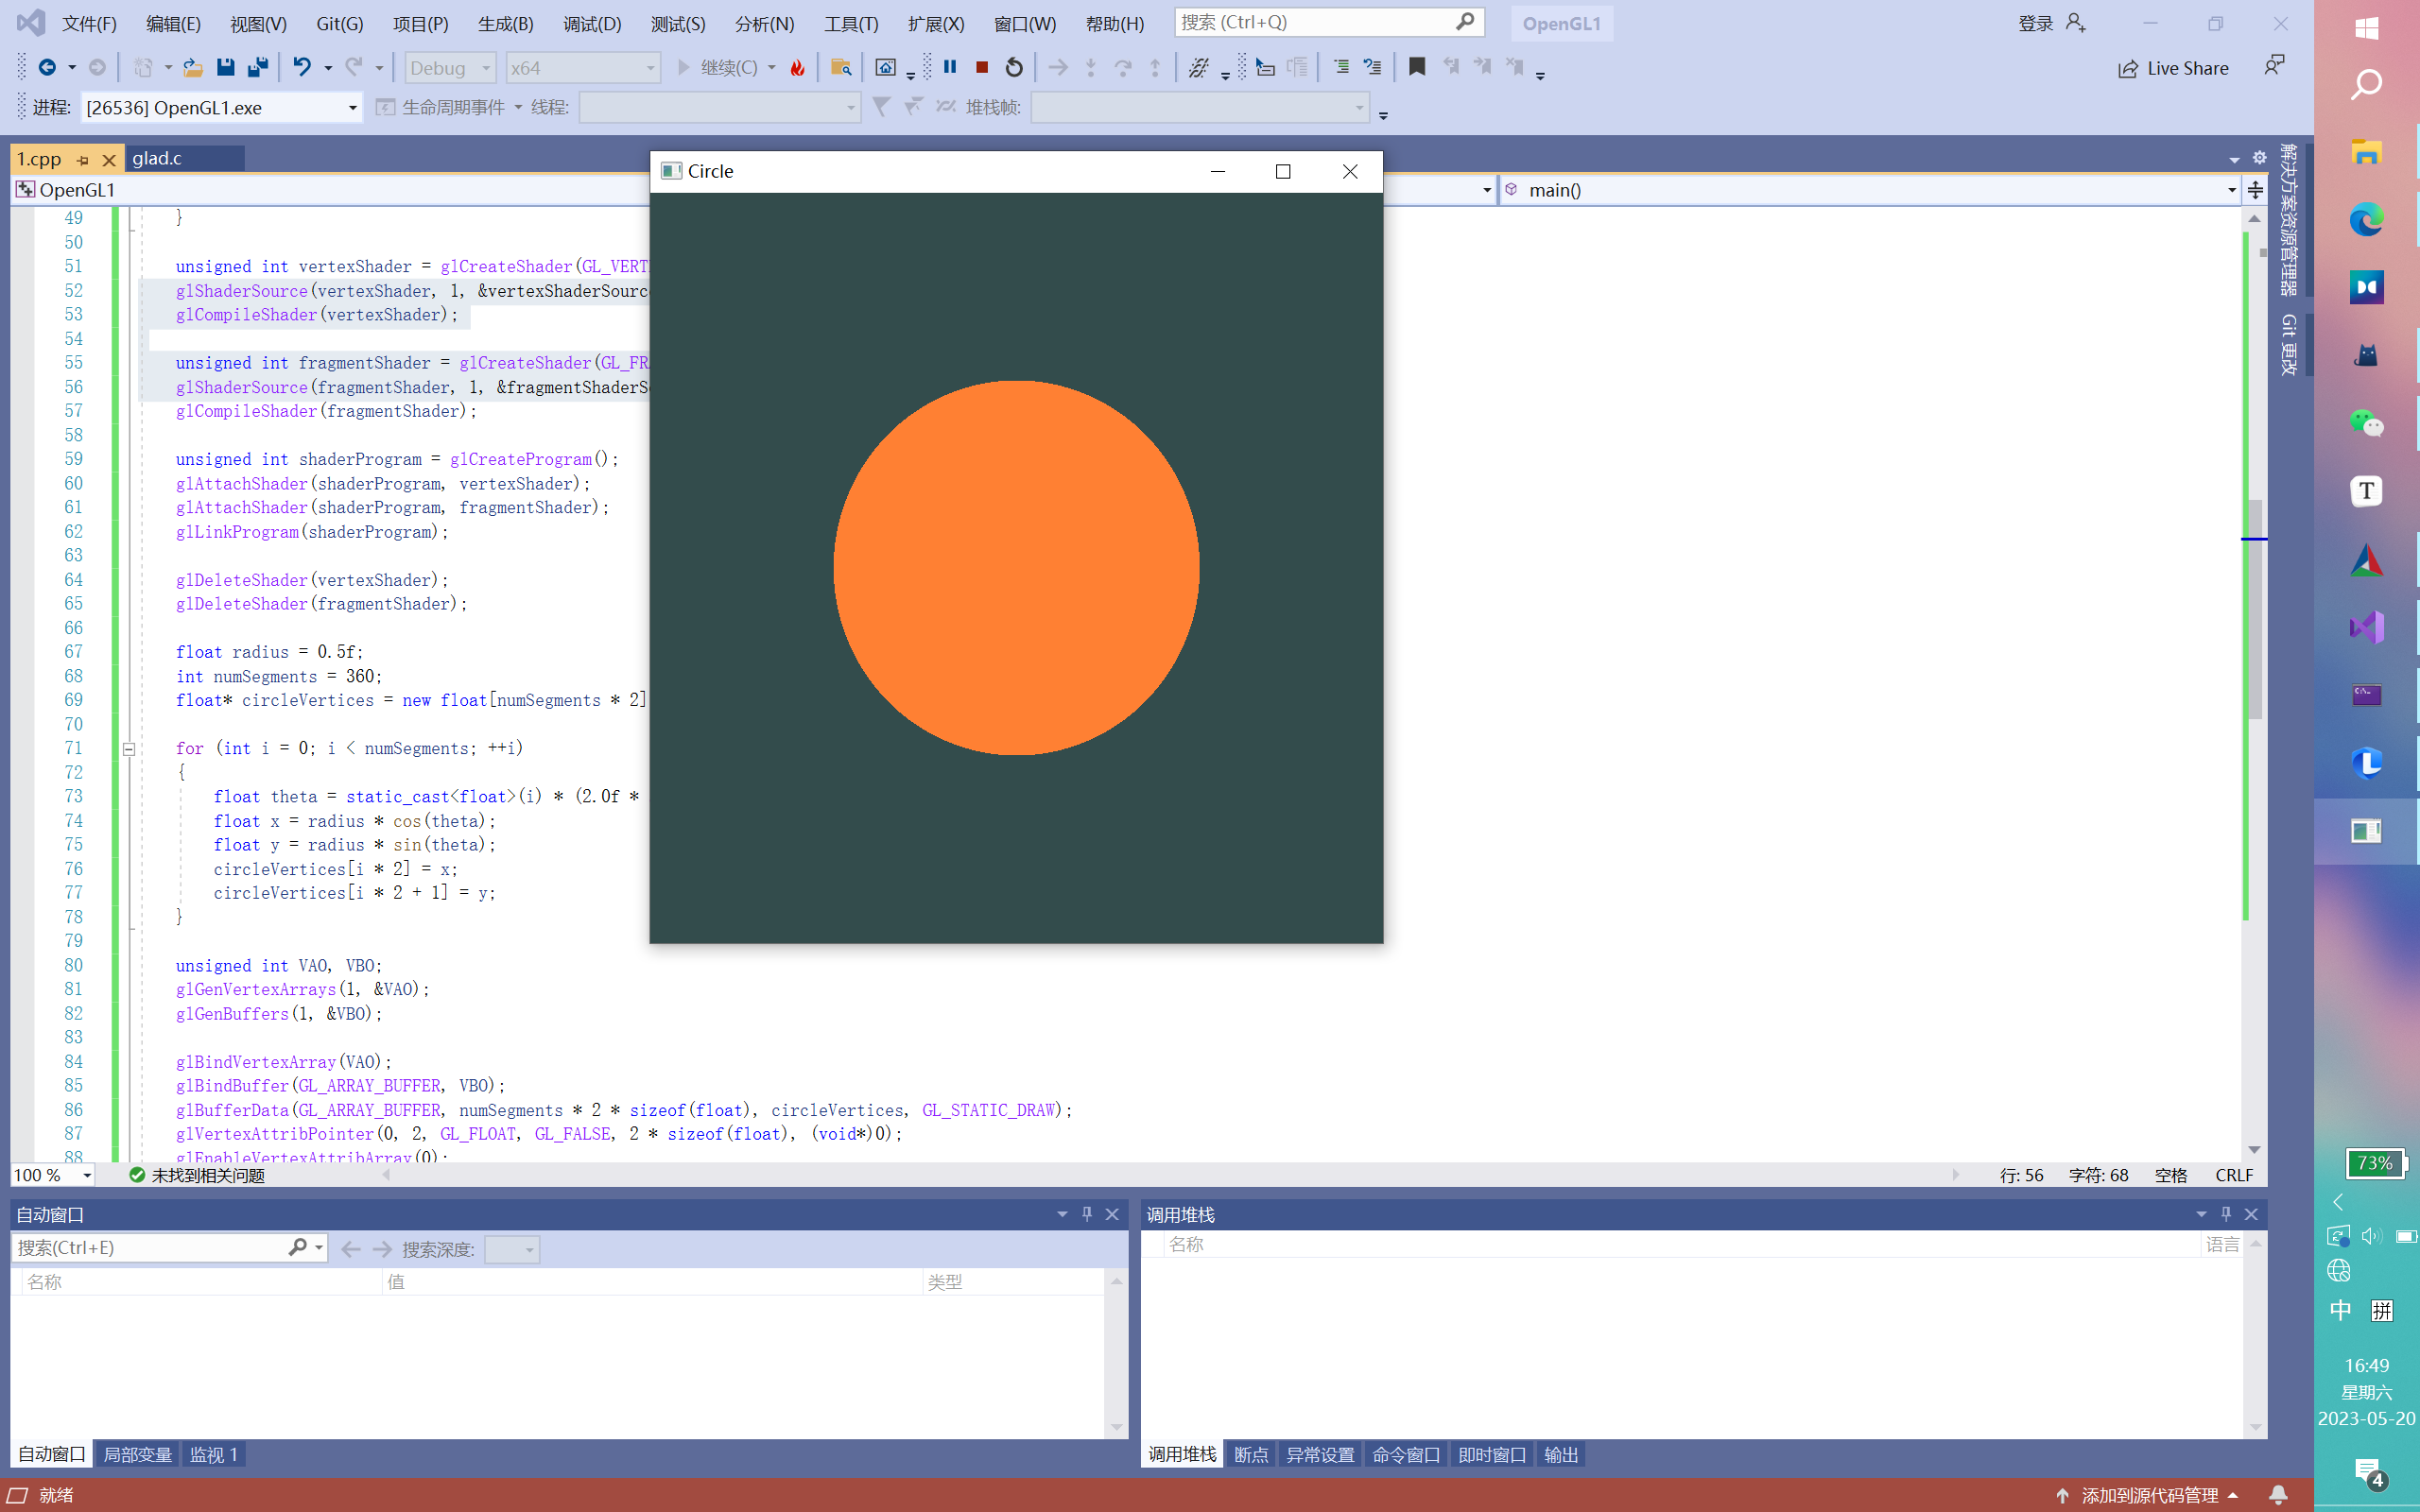 文件(F) 编辑(E) 视图(V) Git(G) 项目(P) 生成(B) 调试(D) 测试(S) 分析(N) 工具(T) 扩展(X) 窗口(W) 帮助(H) 搜索 (Ctrl+Q) OpenGL1 登录
Debug x64 继续(C) Live Share
进程: [26536] OpenGL1.exe 生命周期事件 线程: 堆栈帧:
1.cpp glad.c
OpenGL1 main()
Circle
49 }
50
51 unsigned int vertexShader = glCreateShader(GL_VERT
52 glShaderSource(vertexShader, 1, &vertexShaderSourc
53 glCompileShader(vertexShader);
54
55 unsigned int fragmentShader = glCreateShader(GL_FR
56 glShaderSource(fragmentShader, 1, &fragmentShaderS
57 glCompileShader(fragmentShader);
58
59 unsigned int shaderProgram = glCreateProgram();
60 glAttachShader(shaderProgram, vertexShader);
61 glAttachShader(shaderProgram, fragmentShader);
62 glLinkProgram(shaderProgram);
63
64 glDeleteShader(vertexShader);
65 glDeleteShader(fragmentShader);
66
67 float radius = 0.5f;
68 int numSegments = 360;
69 float* circleVertices = new float[numSegments * 2]
70
71 for (int i = 0; i < numSegments; ++i)
72 {
73 float theta = static_cast<float>(i) * (2.0f *
74 float x = radius * cos(theta);
75 float y = radius * sin(theta);
76 circleVertices[i * 2] = x;
77 circleVertices[i * 2 + 1] = y;
78 }
79
80 unsigned int VAO, VBO;
81 glGenVertexArrays(1, &VAO);
82 glGenBuffers(1, &VBO);
83
84 glBindVertexArray(VAO);
85 glBindBuffer(GL_ARRAY_BUFFER, VBO);
86 glBufferData(GL_ARRAY_BUFFER, numSegments * 2 * sizeof(float), circleVertices, GL_STATIC_DRAW);
87 glVertexAttribPointer(0, 2, GL_FLOAT, GL_FALSE, 2 * sizeof(float), (void*)0);
88 glEnableVertexAttribArray(0);
100 % 未找到相关问题 行: 56 字符: 68 空格 CRLF
自动窗口
搜索(Ctrl+E) 搜索深度:
名称 值 类型
自动窗口 局部变量 监视 1
调用堆栈
名称 语言
调用堆栈 断点 异常设置 命令窗口 即时窗口 输出
就绪 添加到源代码管理
解决方案资源管理器
Git 更改
T
C:\
L
73%
中 拼
16:49
星期六
2023-05-20
4